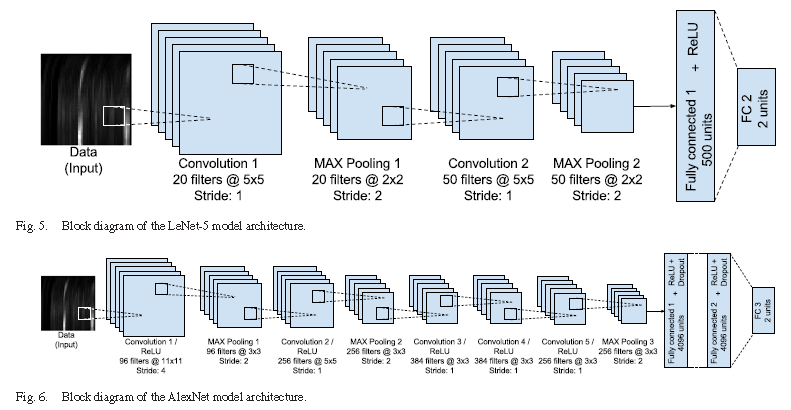 Data
(Input)
Convolution 1
20 filters @ 5x5
Stride: 1
MAX Pooling 1
20 filters @ 2x2
Stride: 2
Convolution 2
50 filters @ 5x5
Stride: 1
MAX Pooling 2
50 filters @ 2x2
Stride: 2
Fully connected 1 + ReLU
500 units
FC 2
2 units
Fig. 5. Block diagram of the LeNet-5 model architecture.
Data
(Input)
Convolution 1 /
ReLU
96 filters @ 11x11
Stride: 4
MAX Pooling 1
96 filters @ 3x3
Stride: 2
Convolution 2 /
ReLU
256 filters @ 5x5
Stride: 1
MAX Pooling 2
256 filters @ 3x3
Stride: 2
Convolution 3 /
ReLU
384 filters @ 3x3
Stride: 1
Convolution 4 /
ReLU
384 filters @ 3x3
Stride: 1
Convolution 5 /
ReLU
256 filters @ 3x3
Stride: 1
MAX Pooling 3
256 filters @ 3x3
Stride: 2
Fully connected 1 + ReLU +
4096 units Dropout
Fully connected 2 + ReLU +
4096 units Dropout
FC 3
2 units
Fig. 6. Block diagram of the AlexNet model architecture.